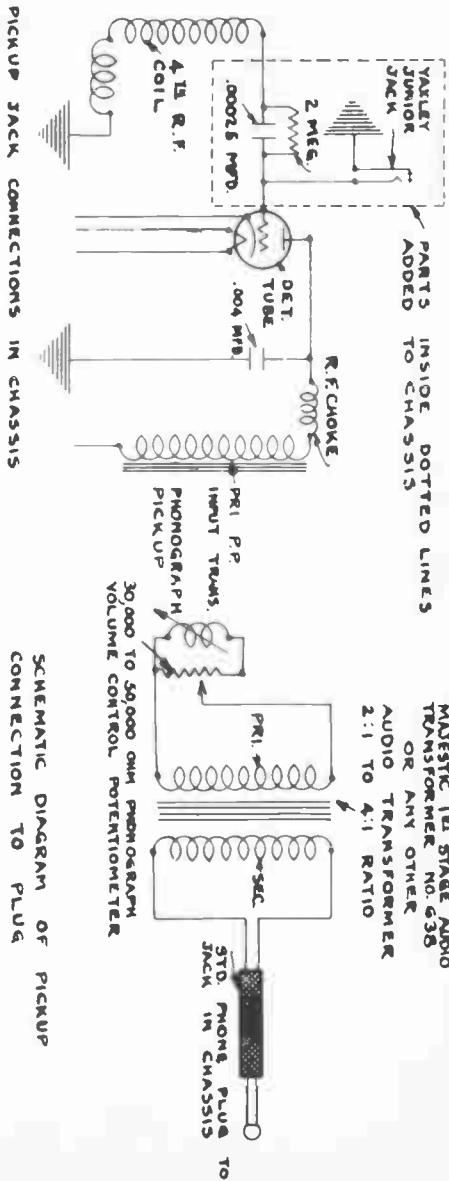 PARTS INSIDE DOTTED LINES
ADDED TO CHASSIS
YAXLEY
JUNIOR
JACK
2 MEG.
.00025 MFD.
4TH R.F.
COIL
DET.
TUBE
.004 MFD.
R.F. CHOKE
PRI. P.P.
INPUT TRANS.
PICKUP JACK CONNECTIONS IN CHASSIS
MAJESTIC 1ST STAGE AUDIO
TRANSFORMER NO. G38
OR ANY OTHER
AUDIO TRANSFORMER
2:1 TO 4:1 RATIO
PHONOGRAPH
PICKUP
PRI.
SEC.
30,000 TO 50,000 OHM PHONOGRAPH
VOLUME CONTROL POTENTIOMETER
STD. PHONE PLUG TO
JACK IN CHASSIS
SCHEMATIC DIAGRAM OF PICKUP
CONNECTION TO PLUG